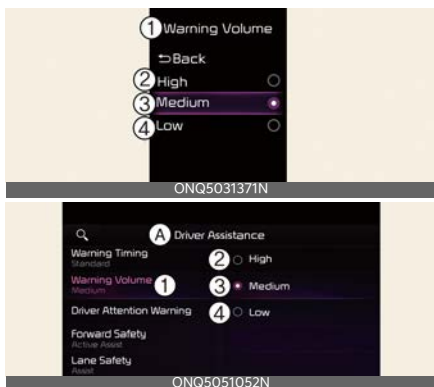 ① Warning Volume
⮌Back
② High
③ Medium
④ Low
ONQ5031371N
Ⓐ Driver Assistance
Warning Timing
Standard
② High
Warning Volume ①
Medium
③ Medium
Driver Attention Warning
④ Low
Forward Safety
Active Assist
Lane Safety
Assist
ONQ5051052N